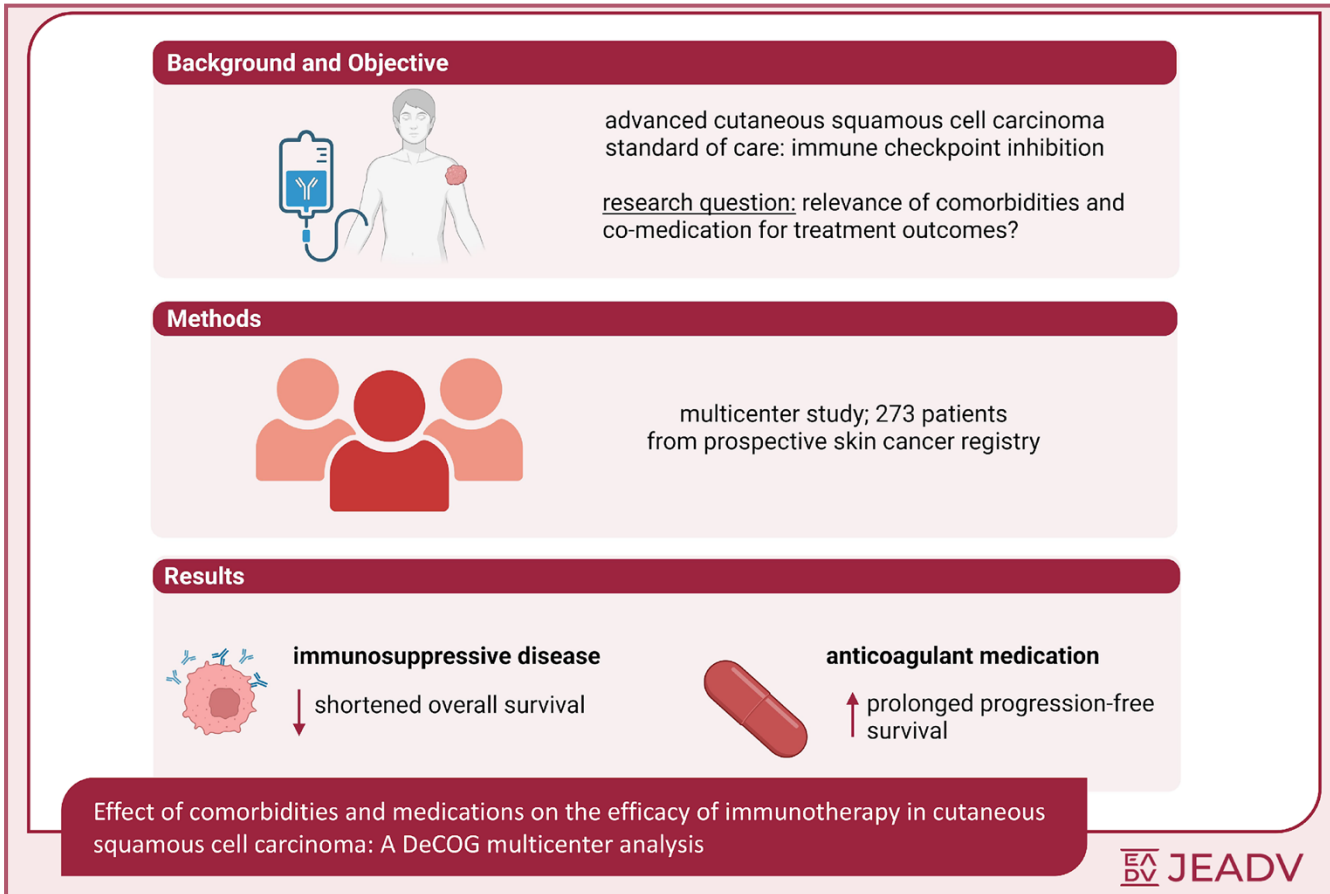 Background and Objective
advanced cutaneous squamous cell carcinoma
standard of care: immune checkpoint inhibition
research question: relevance of comorbidities and
co-medication for treatment outcomes?
Methods
multicenter study; 273 patients
from prospective skin cancer registry
Results
immunosuppressive disease
shortened overall survival
anticoagulant medication
prolonged progression-free
survival
Effect of comorbidities and medications on the efficacy of immunotherapy in cutaneous
squamous cell carcinoma: A DeCOG multicenter analysis
EADV JEADV